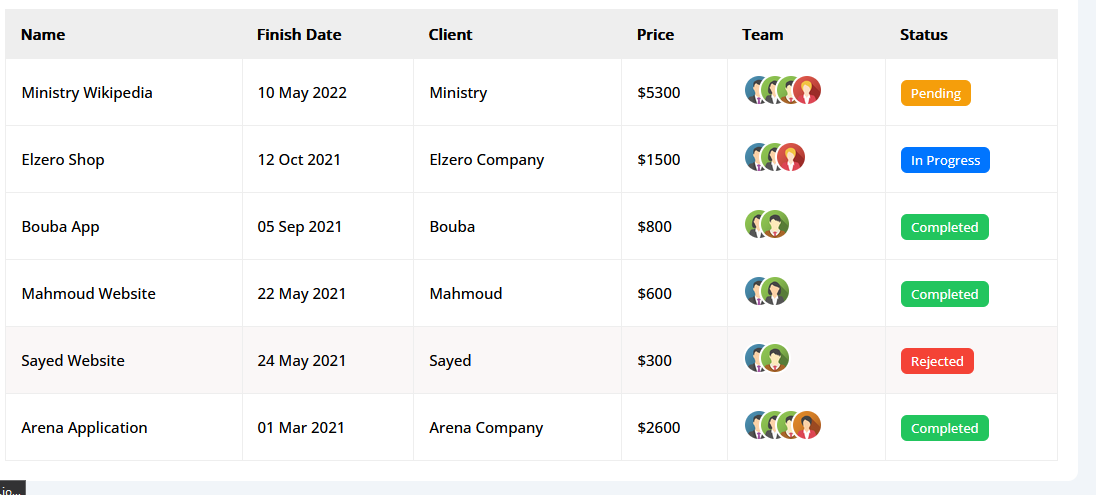 Name Finish Date Client Price Team Status
Ministry Wikipedia 10 May 2022 Ministry $5300 Pending
Elzero Shop 12 Oct 2021 Elzero Company $1500 In Progress
Bouba App 05 Sep 2021 Bouba $800 Completed
Mahmoud Website 22 May 2021 Mahmoud $600 Completed
Sayed Website 24 May 2021 Sayed $300 Rejected
Arena Application 01 Mar 2021 Arena Company $2600 Completed